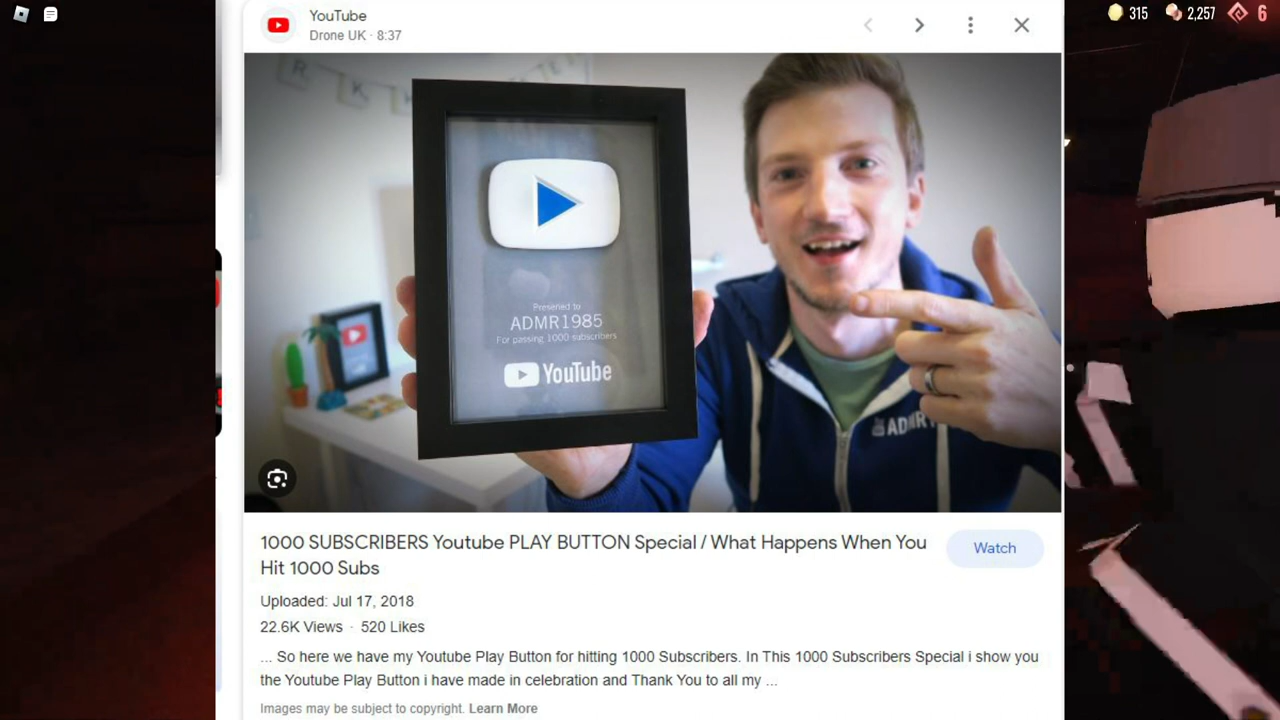 YouTube
Drone UK · 8:37
315
2,257
6
Presented to
ADMR1985
For passing 1000 subscribers
YouTube
1000 SUBSCRIBERS Youtube PLAY BUTTON Special / What Happens When You
Hit 1000 Subs
Watch
Uploaded: Jul 17, 2018
22.6K Views · 520 Likes
... So here we have my Youtube Play Button for hitting 1000 Subscribers. In This 1000 Subscribers Special i show you
the Youtube Play Button i have made in celebration and Thank You to all my ...
Images may be subject to copyright. Learn More